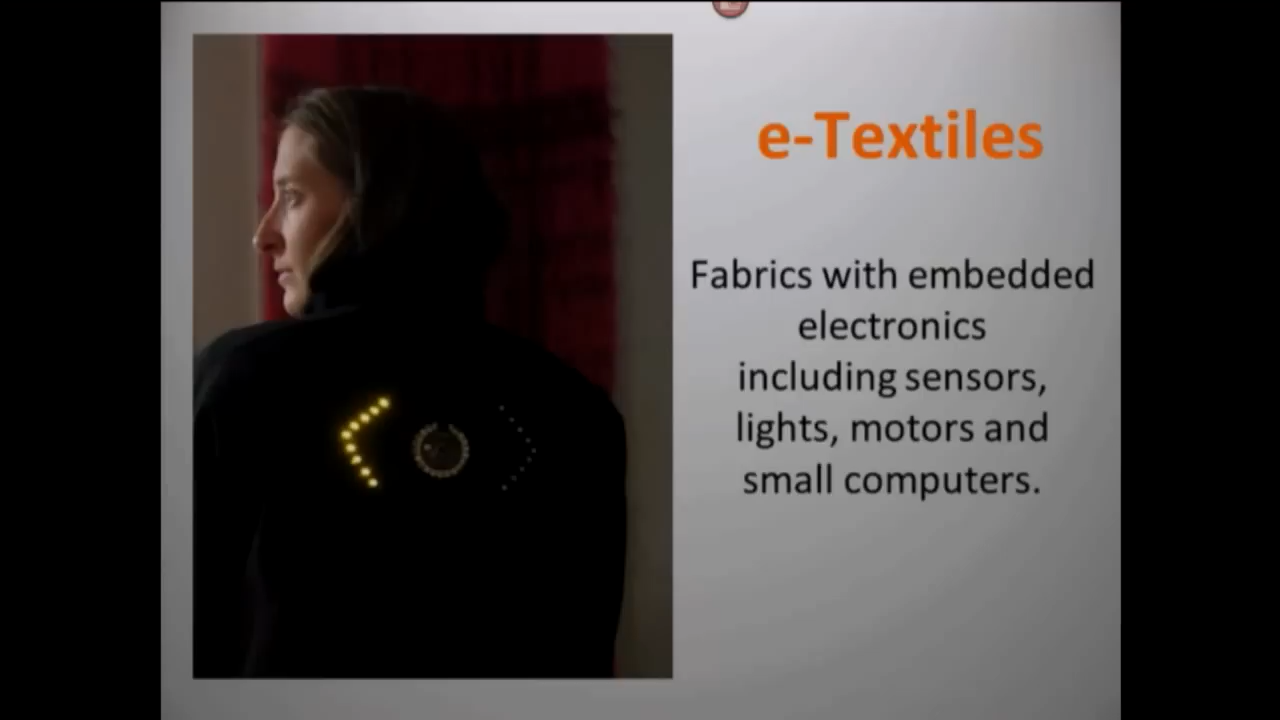 e-Textiles
Fabrics with embedded
electronics
including sensors,
lights, motors and
small computers.